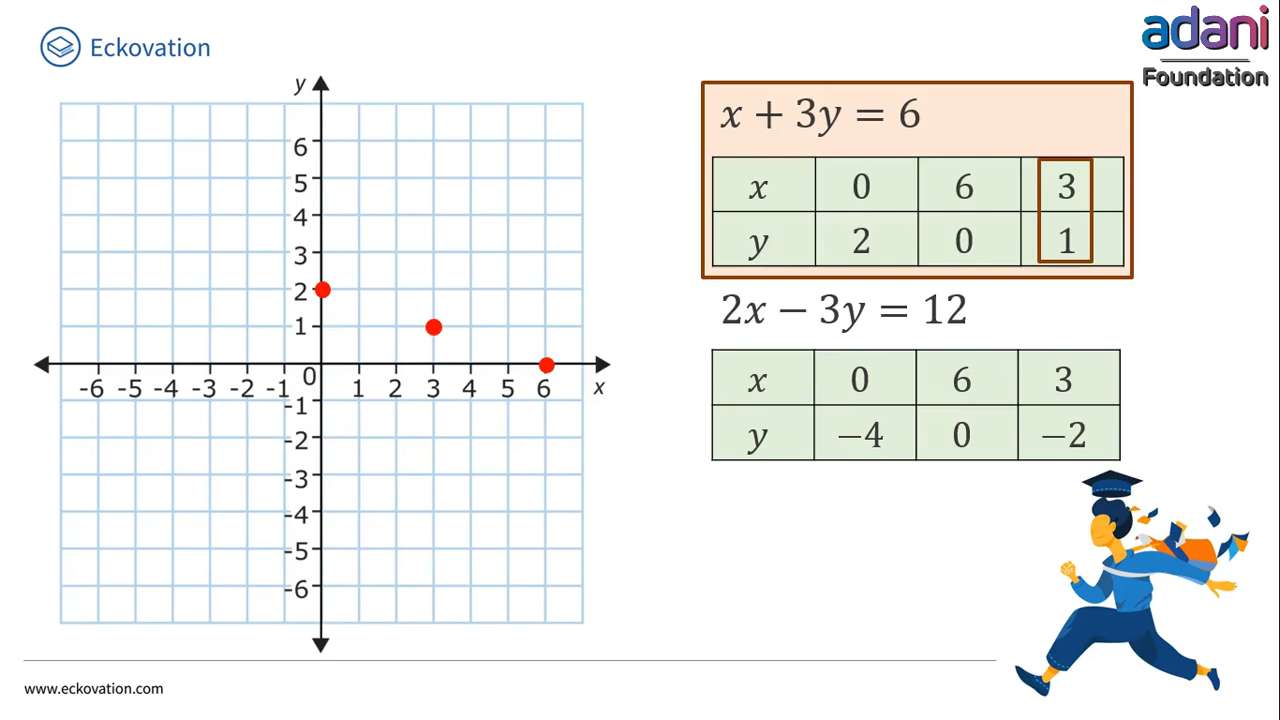 Eckovation
adani
Foundation
y
6
5
4
3
2
1
0
-6 -5 -4 -3 -2 -1 1 2 3 4 5 6 x
-1
-2
-3
-4
-5
-6
x + 3y = 6
x 0 6 3
y 2 0 1
2x − 3y = 12
x 0 6 3
y −4 0 −2
www.eckovation.com